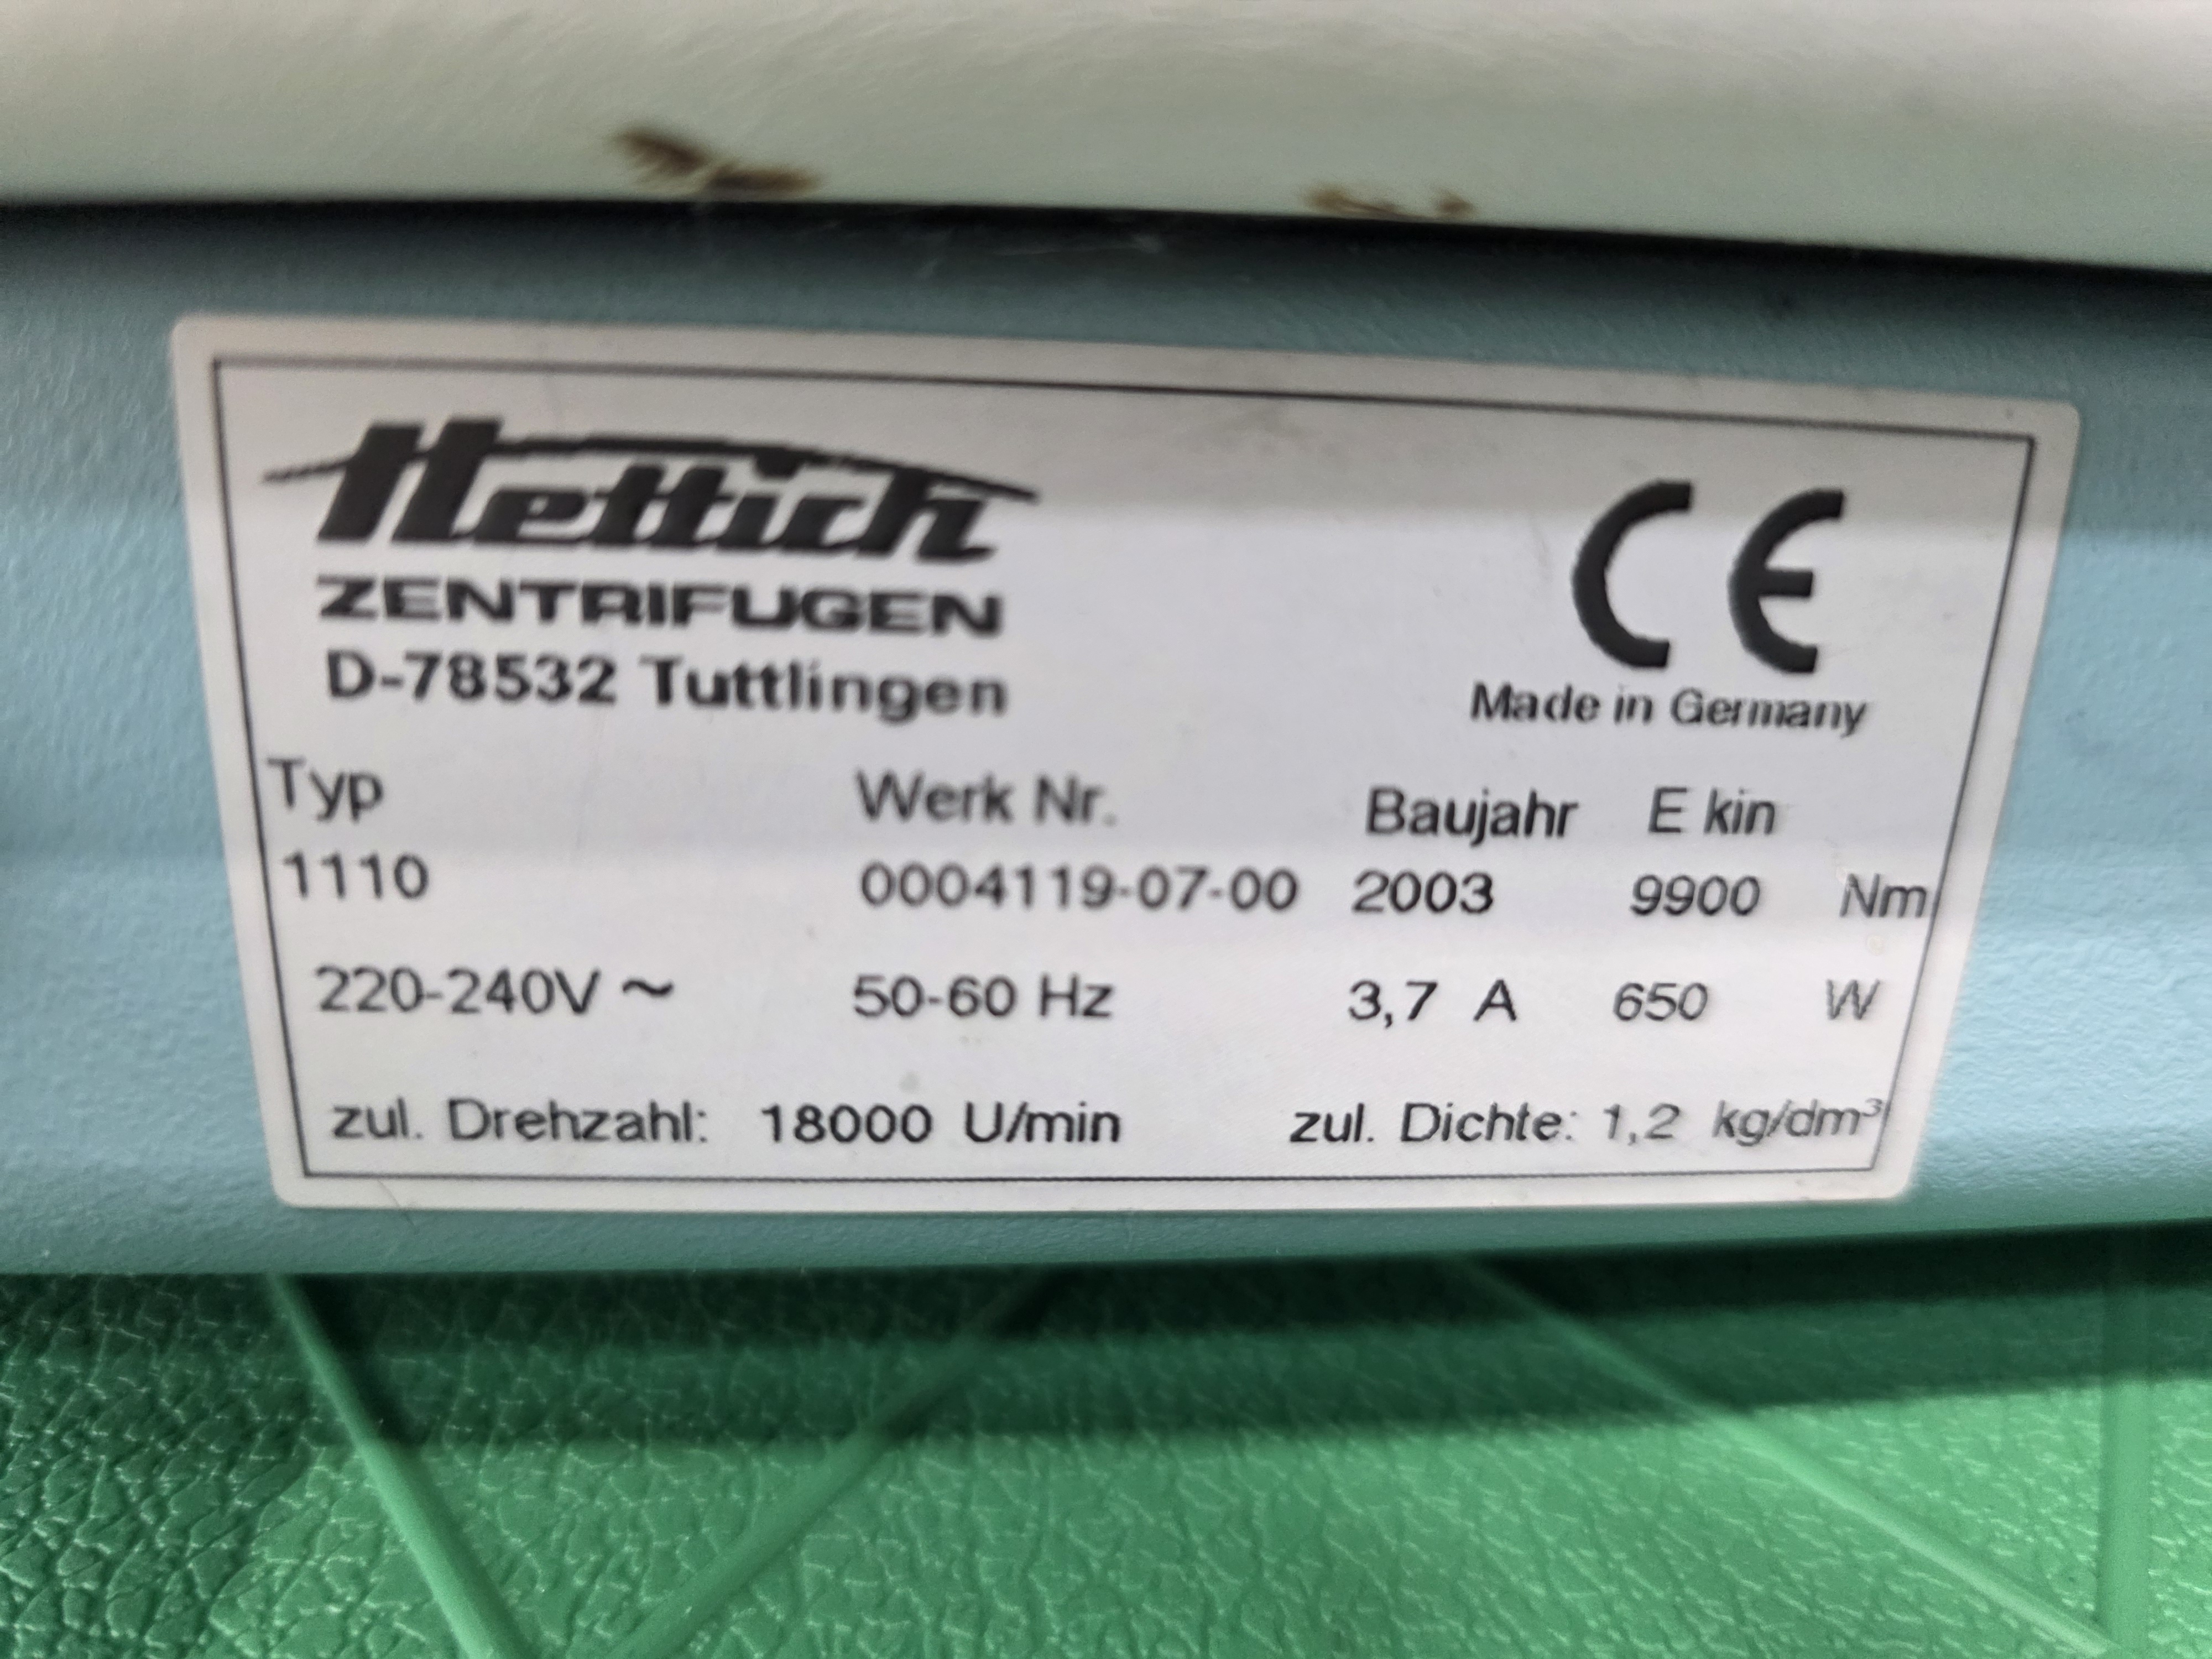 Hettich
ZENTRIFUGEN
D-78532 Tuttlingen
CE
Made in Germany
Typ Werk Nr. Baujahr E kin
1110 0004119-07-00 2003 9900 Nm
220-240V ~ 50-60 Hz 3,7 A 650 W
zul. Drehzahl: 18000 U/min zul. Dichte: 1,2 kg/dm³